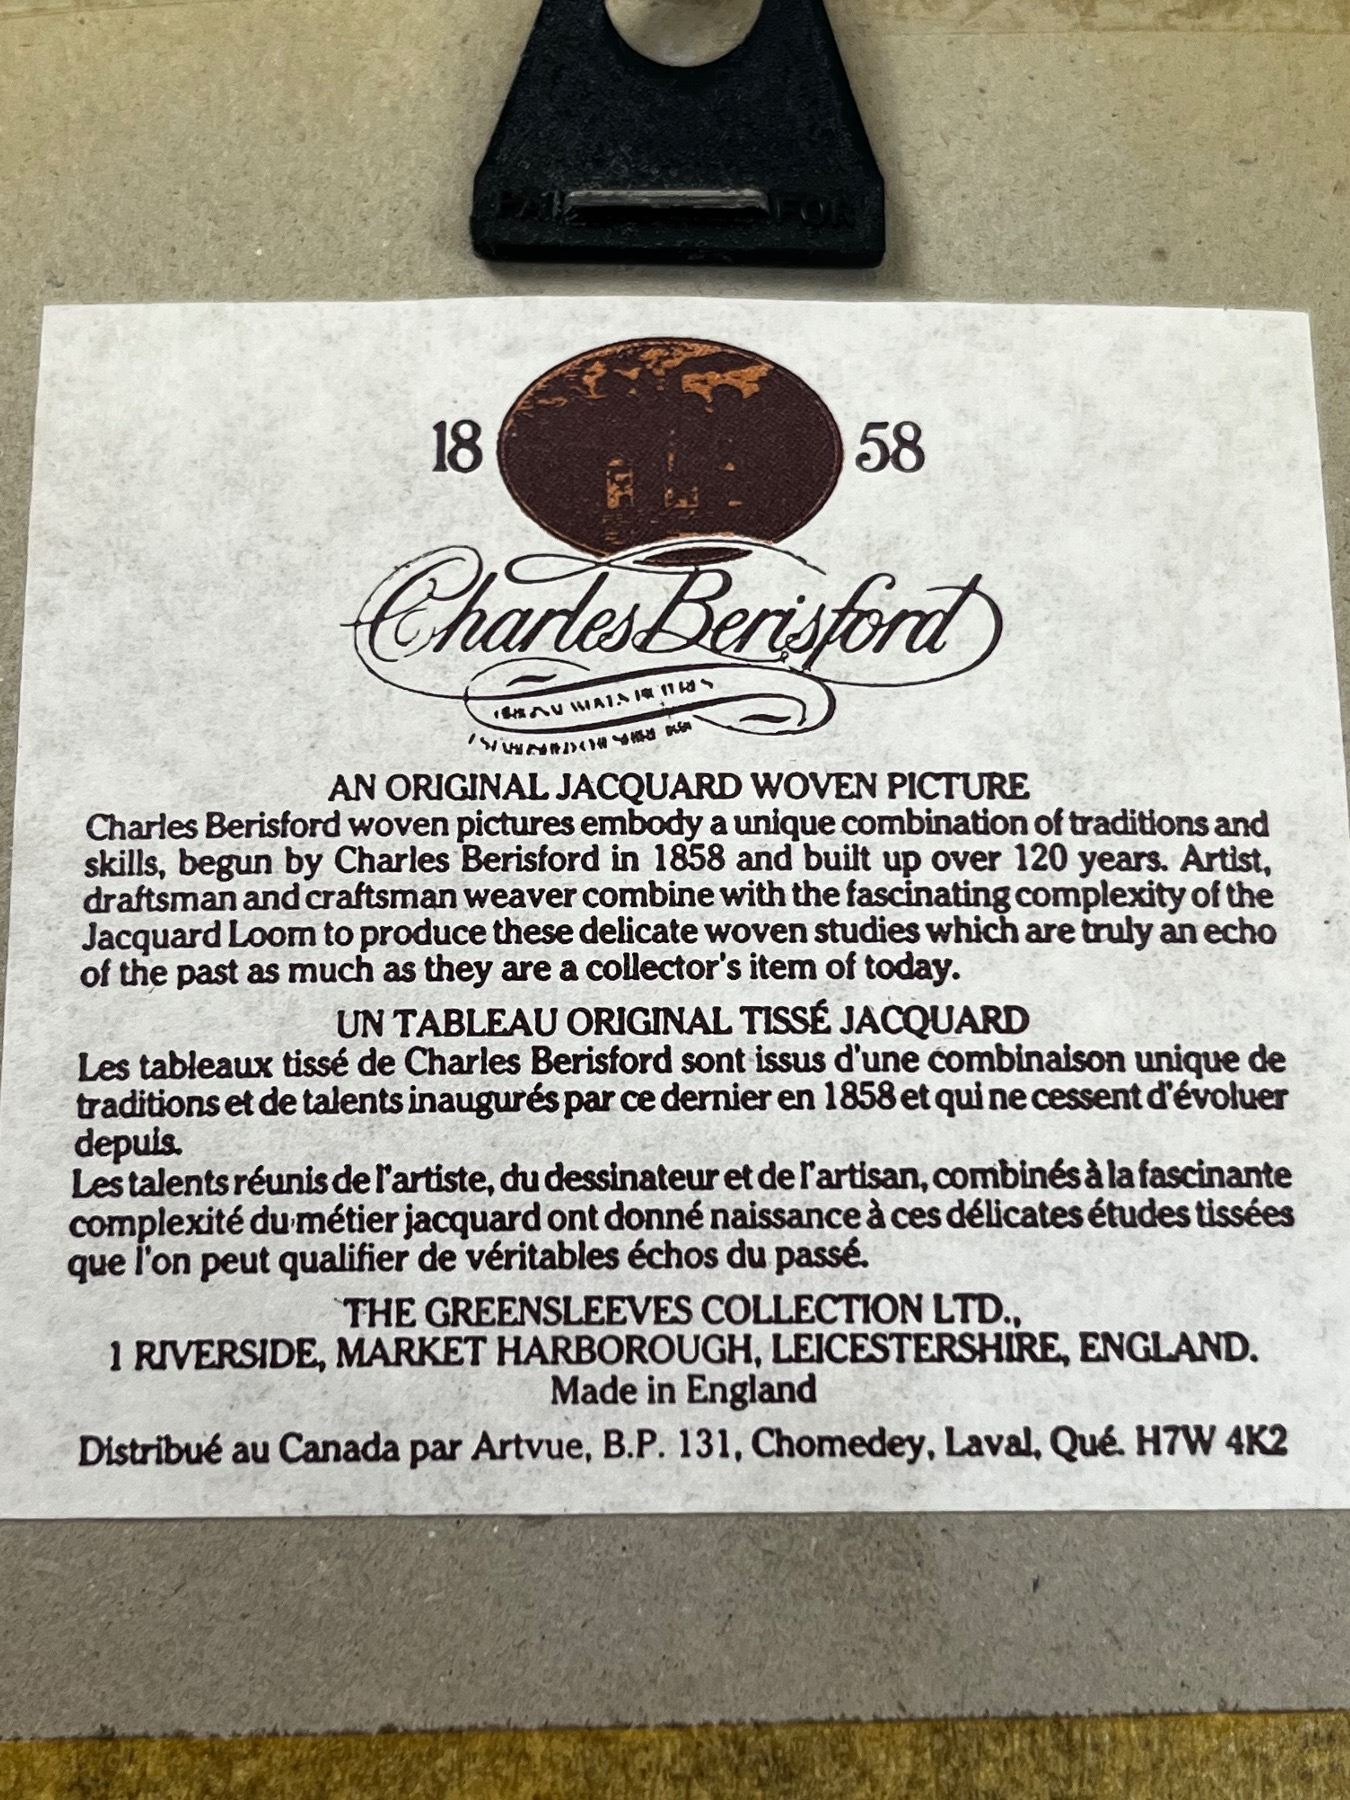 18 58
Charles Berisford
AN ORIGINAL JACQUARD WOVEN PICTURE
Charles Berisford woven pictures embody a unique combination of traditions and
skills, begun by Charles Berisford in 1858 and built up over 120 years. Artist,
draftsman and craftsman weaver combine with the fascinating complexity of the
Jacquard Loom to produce these delicate woven studies which are truly an echo
of the past as much as they are a collector's item of today.
UN TABLEAU ORIGINAL TISSÉ JACQUARD
Les tableaux tissé de Charles Berisford sont issus d'une combinaison unique de
traditions et de talents inaugurés par ce dernier en 1858 et qui ne cessent d'évoluer
depuis.
Les talents réunis de l'artiste, du dessinateur et de l'artisan, combinés à la fascinante
complexité du métier jacquard ont donné naissance à ces délicates études tissées
que l'on peut qualifier de véritables échos du passé.
THE GREENSLEEVES COLLECTION LTD.,
1 RIVERSIDE, MARKET HARBOROUGH, LEICESTERSHIRE, ENGLAND.
Made in England
Distribué au Canada par Artvue, B.P. 131, Chomedey, Laval, Qué. H7W 4K2